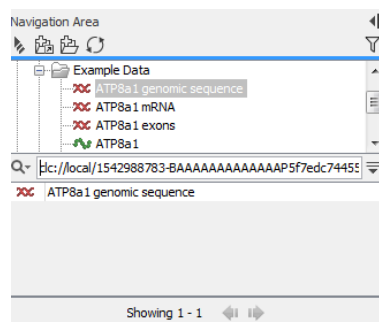 Navigation Area
Example Data
ATP8a1 genomic sequence
ATP8a1 mRNA
ATP8a1 exons
ATP8a1
clc://local/1542988783-BAAAAAAAAAAAAAP5f7edc74455
ATP8a1 genomic sequence
Showing 1 - 1